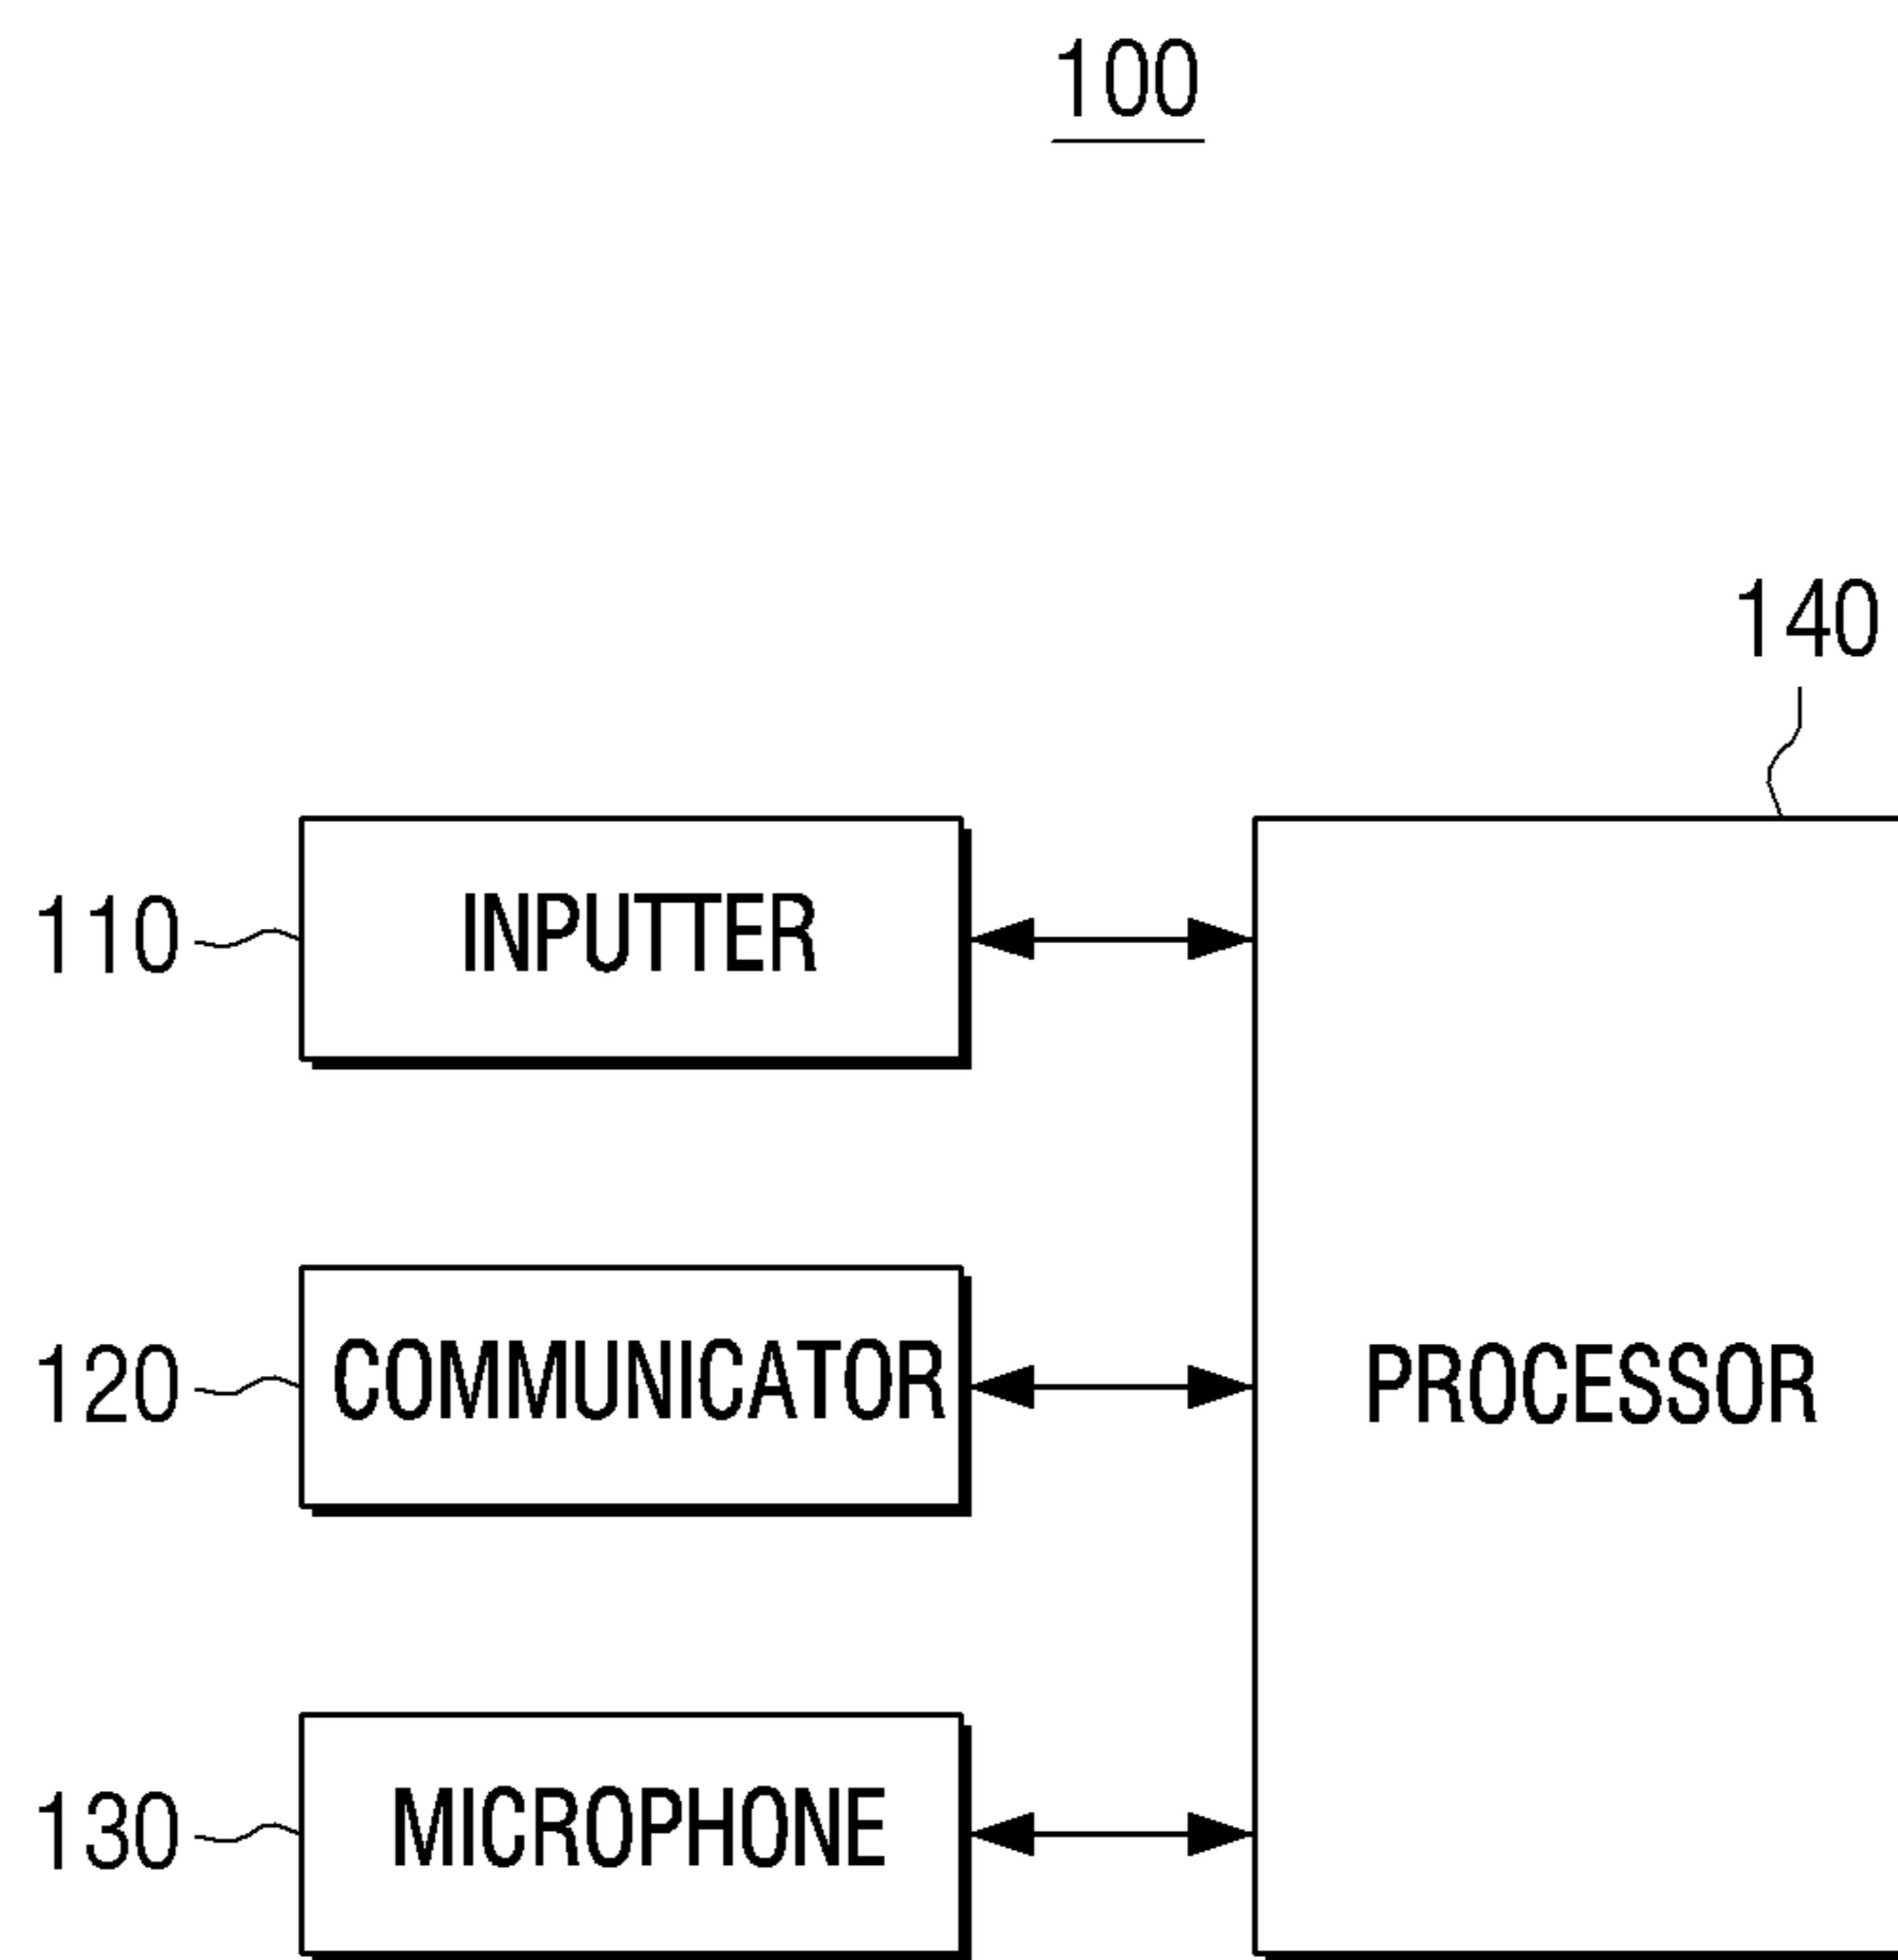 100
140
110 INPUTTER
120 COMMUNICATOR PROCESSOR
130 MICROPHONE